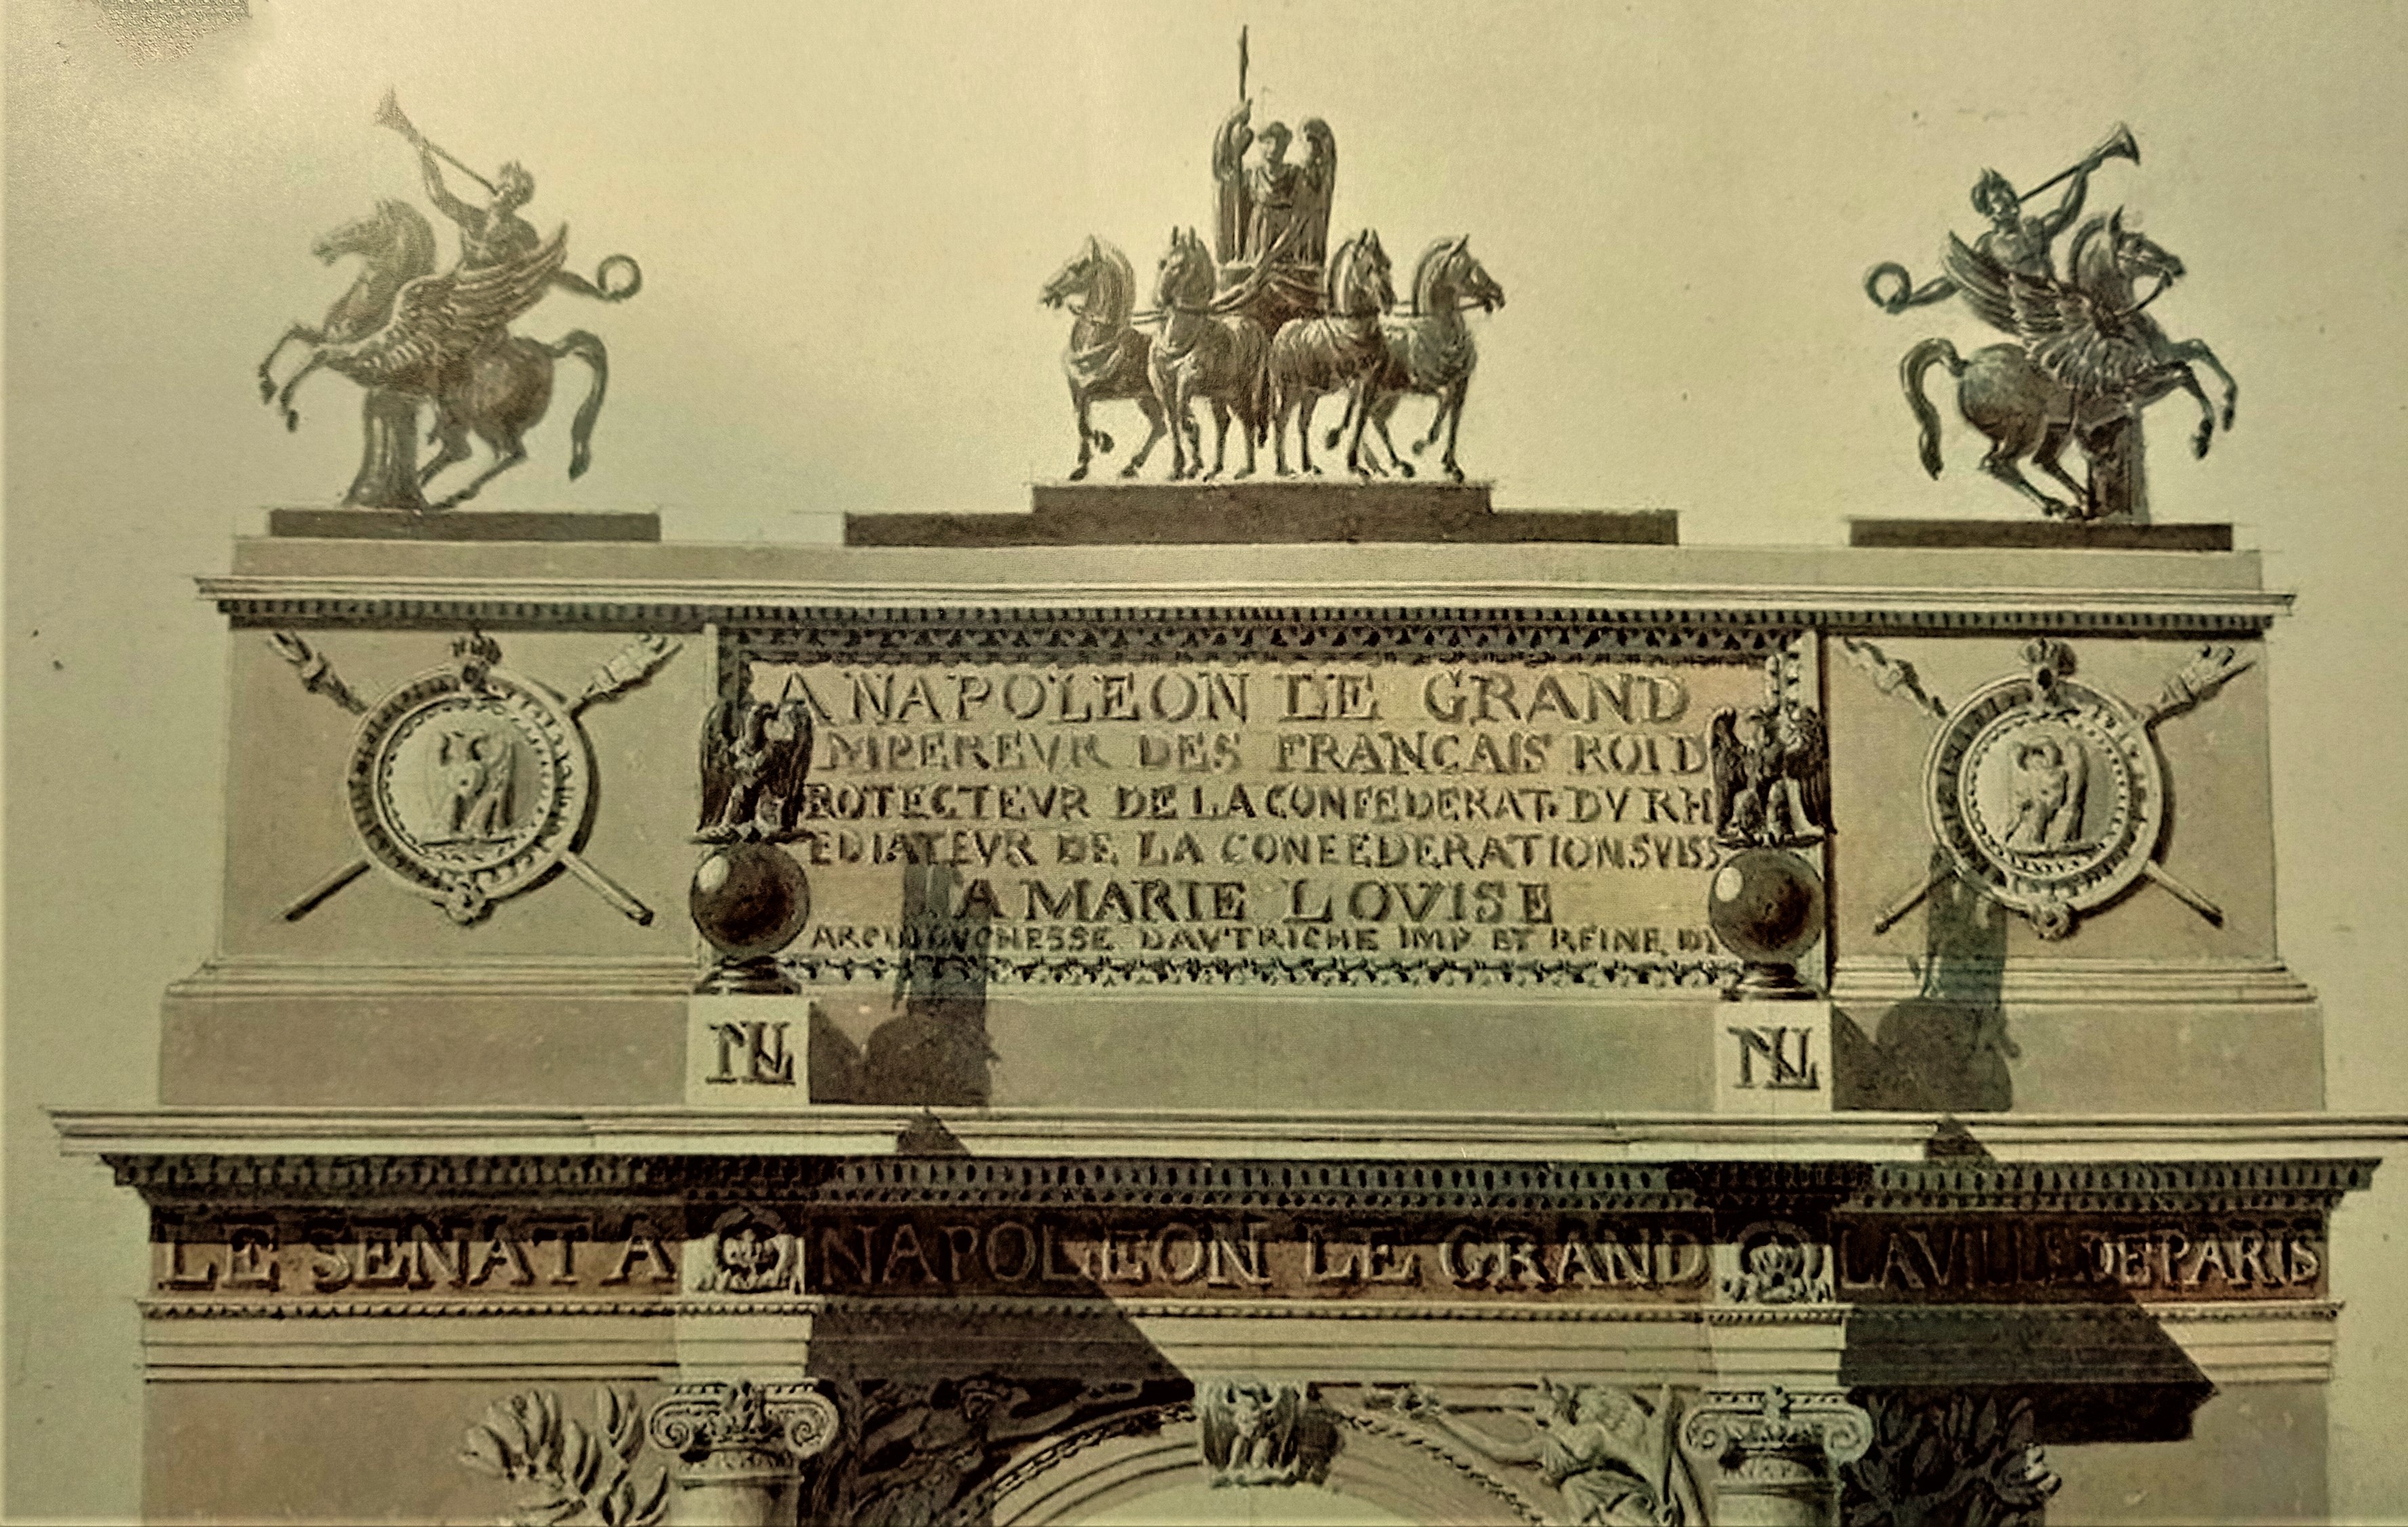 A NAPOLEON LE GRAND
MPEREVR DES FRANCAIS ROI D
ROTECTEVR DE LA CONFEDERAT. DV RH
EDIATEVR DE LA CONFEDERATION SVISS
A MARIE LOVISE
ARCHIDVCHESSE DAVTRICHE IMP ET REINE D
NL NL
LE SENAT A NAPOLEON LE GRAND LA VILLE DE PARIS